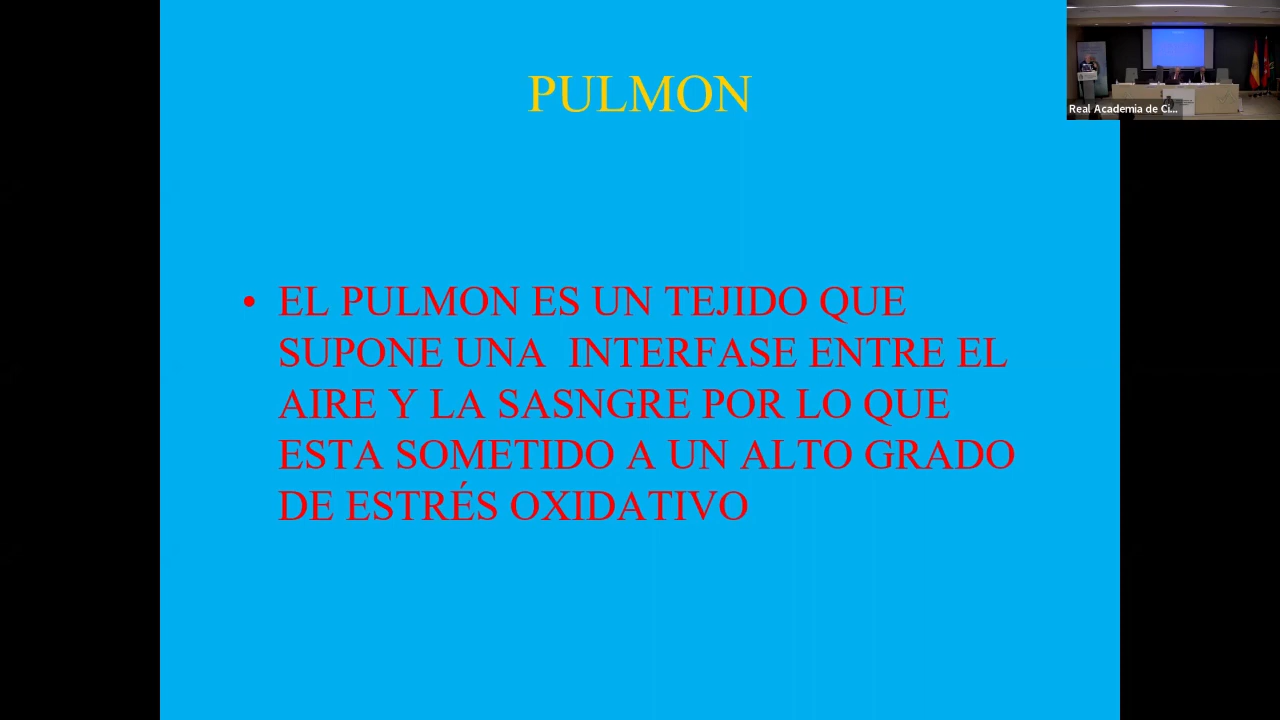 PULMON
Real Academia de Ci...
• EL PULMON ES UN TEJIDO QUE
SUPONE UNA  INTERFASE ENTRE EL
AIRE Y LA SASNGRE POR LO QUE
ESTA SOMETIDO A UN ALTO GRADO
DE ESTRÉS OXIDATIVO